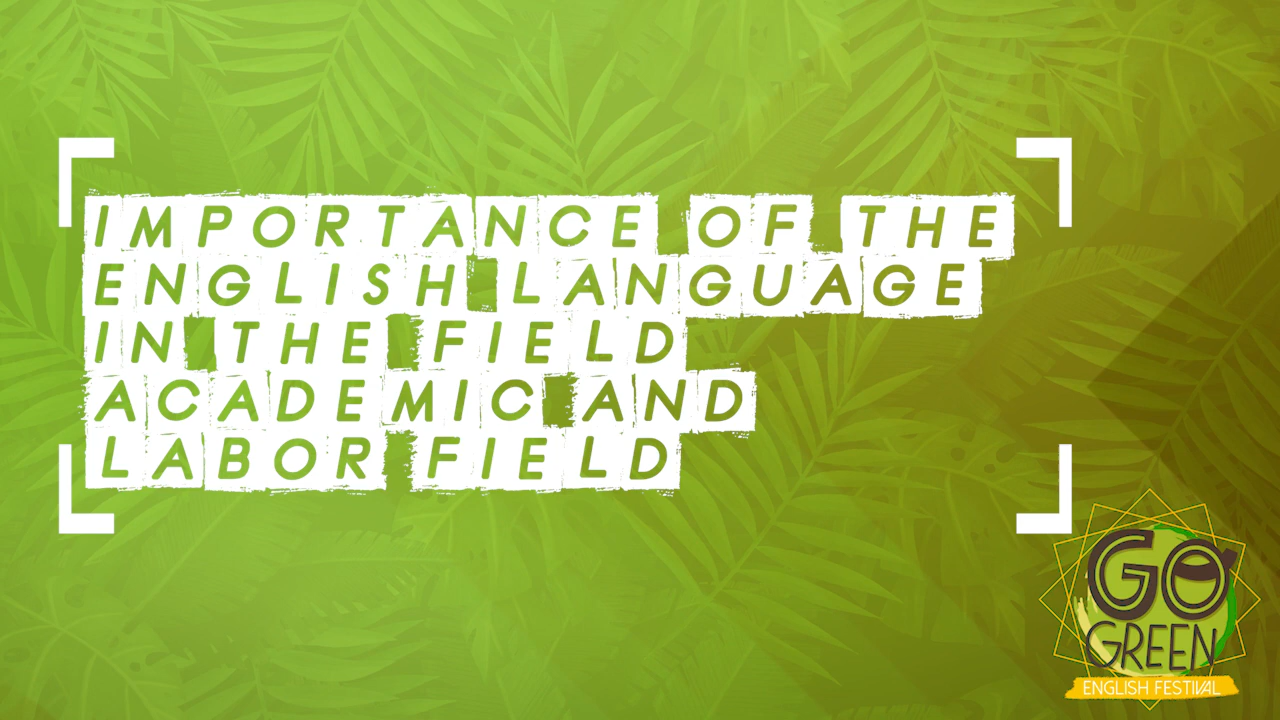 IMPORTANCE OF THE
ENGLISH LANGUAGE
IN THE FIELD
ACADEMIC AND
LABOR FIELD
GO
GREEN
ENGLISH FESTIVAL